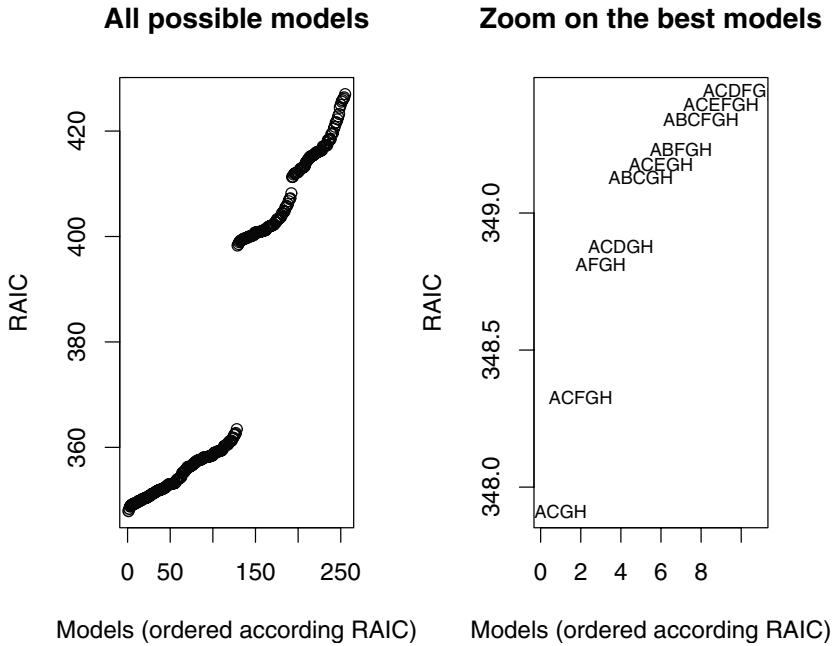 All possible models
RAIC
420
400
380
360
0 50 150 250
Models (ordered according RAIC)
Zoom on the best models
RAIC
349.0
348.5
348.0
ACDFG
ACEFGH
ABCFGH
ABFGH
ACEGH
ABCGH
ACDGH
AFGH
ACFGH
ACGH
0 2 4 6 8
Models (ordered according RAIC)